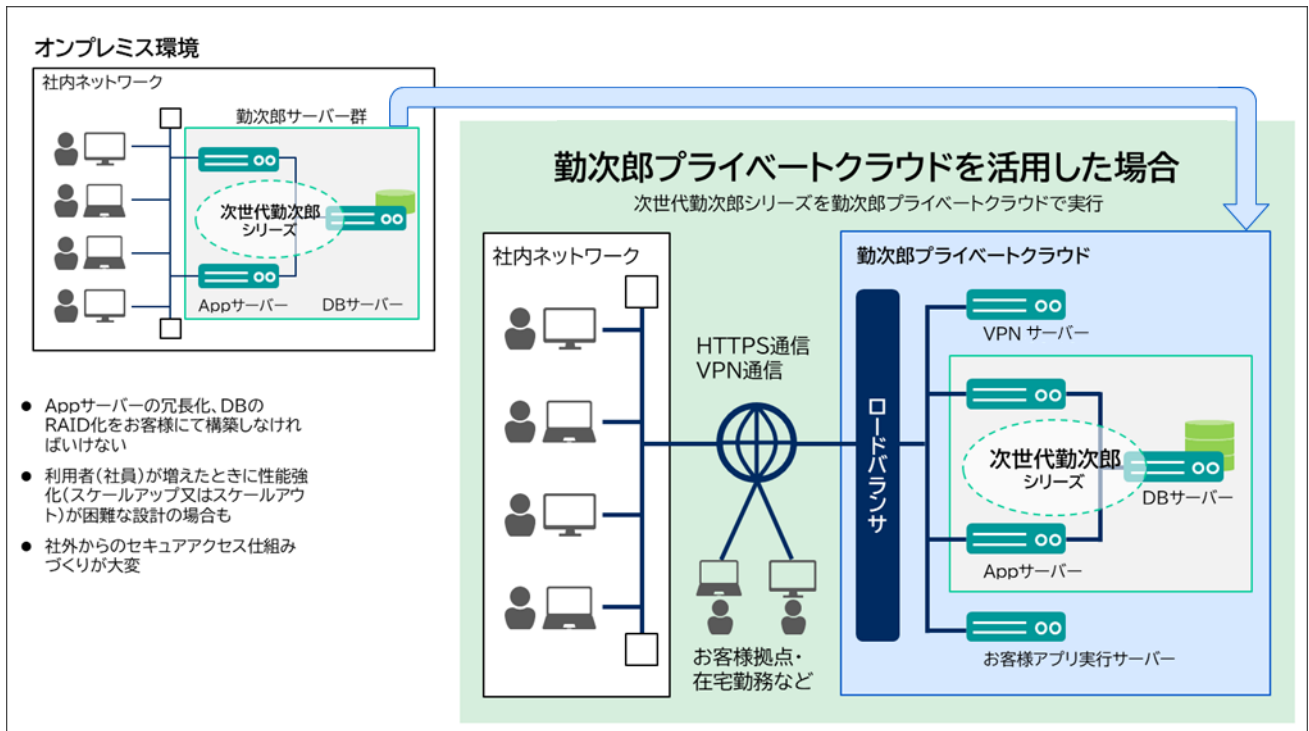 オンプレミス環境
社内ネットワーク
勤次郎サーバー群
次世代勤次郎
シリーズ
Appサーバー
DBサーバー
● Appサーバーの冗長化、DBの
RAID化をお客様にて構築しなけれ
ばいけない
● 利用者(社員)が増えたときに性能強
化(スケールアップ又はスケールアウ
ト)が困難な設計の場合も
● 社外からのセキュアアクセス仕組み
づくりが大変
勤次郎プライベートクラウドを活用した場合
次世代勤次郎シリーズを勤次郎プライベートクラウドで実行
社内ネットワーク
HTTPS通信
VPN通信
お客様拠点・
在宅勤務など
勤次郎プライベートクラウド
ロードバランサ
VPN サーバー
次世代勤次郎
シリーズ
DBサーバー
Appサーバー
お客様アプリ実行サーバー